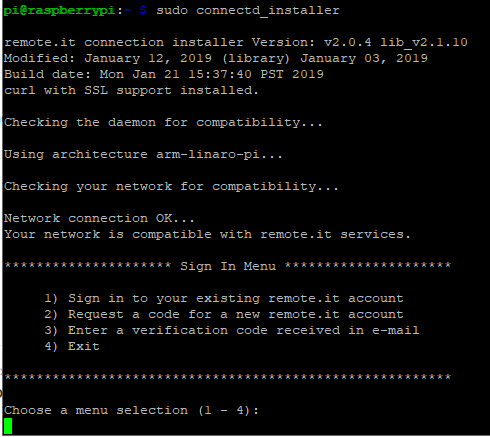 pi@raspberrypi:~ $ sudo connectd_installer
remote.it connection installer Version: v2.0.4 lib_v2.1.10
Modified: January 12, 2019 (library) January 03, 2019
Build date: Mon Jan 21 15:37:40 PST 2019
curl with SSL support installed.
Checking the daemon for compatibility...
Using architecture arm-linaro-pi...
Checking your network for compatibility...
Network connection OK...
Your network is compatible with remote.it services.
********************* Sign In Menu *********************
1) Sign in to your existing remote.it account
2) Request a code for a new remote.it account
3) Enter a verification code received in e-mail
4) Exit
********************************************************
Choose a menu selection (1 - 4):